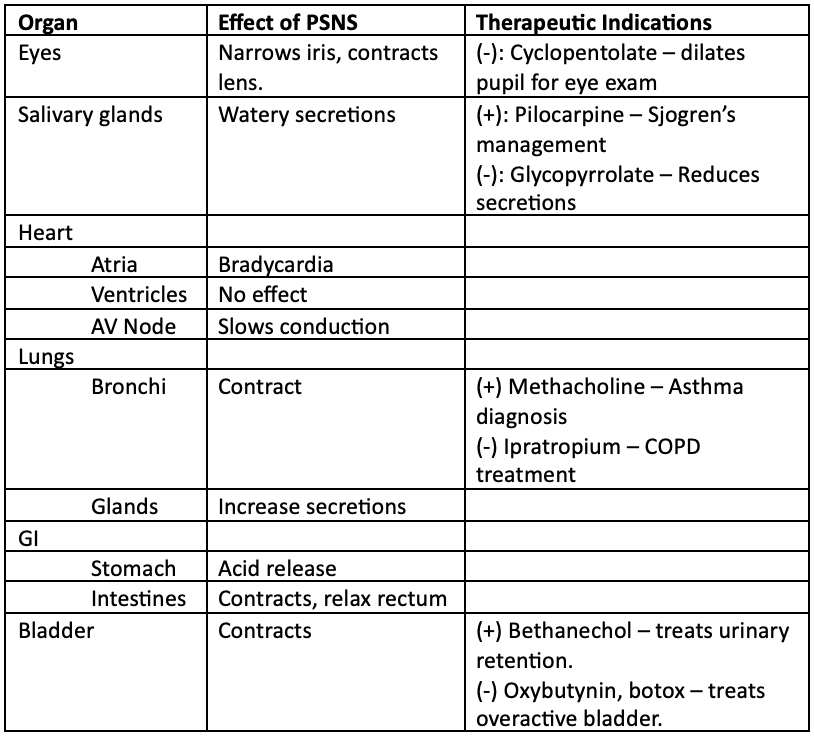 Organ Effect of PSNS Therapeutic Indications
Eyes Narrows iris, contracts (-): Cyclopentolate – dilates
lens. pupil for eye exam
Salivary glands Watery secretions (+): Pilocarpine – Sjogren’s
management
(-): Glycopyrrolate – Reduces
secretions
Heart
Atria Bradycardia
Ventricles No effect
AV Node Slows conduction
Lungs
Bronchi Contract (+) Methacholine – Asthma
diagnosis
(-) Ipratropium – COPD
treatment
Glands Increase secretions
GI
Stomach Acid release
Intestines Contracts, relax rectum
Bladder Contracts (+) Bethanechol – treats urinary
retention.
(-) Oxybutynin, botox – treats
overactive bladder.